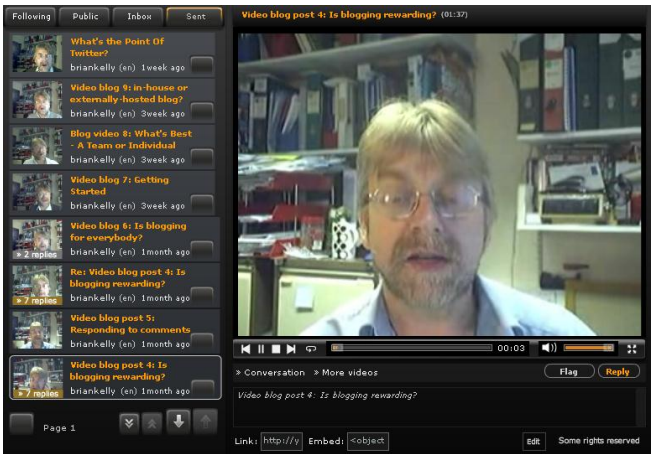 Following Public Inbox Sent
What's the Point Of
Twitter?
briankelly (en) 1week ago
Video blog 9: in-house or
externally-hosted blog?
briankelly (en) 3week ago
Blog video 8: What's Best
- A Team or Individual
briankelly (en) 3week ago
Video blog 7: Getting
Started
briankelly (en) 3week ago
Video blog 6: Is blogging
for everybody?
» 2 replies
briankelly (en) 1month ago
Re: Video blog post 4: Is
blogging rewarding?
» 7 replies
briankelly (en) 1month ago
Video blog post 5:
Responding to comments
briankelly (en) 1month ago
Video blog post 4: Is
blogging rewarding?
» 7 replies
briankelly (en) 1month ago
Page 1
Video blog post 4: Is blogging rewarding? (01:37)
00:03
» Conversation » More videos Flag Reply
Video blog post 4: Is blogging rewarding?
Link: http://y Embed: <object Edit Some rights reserved